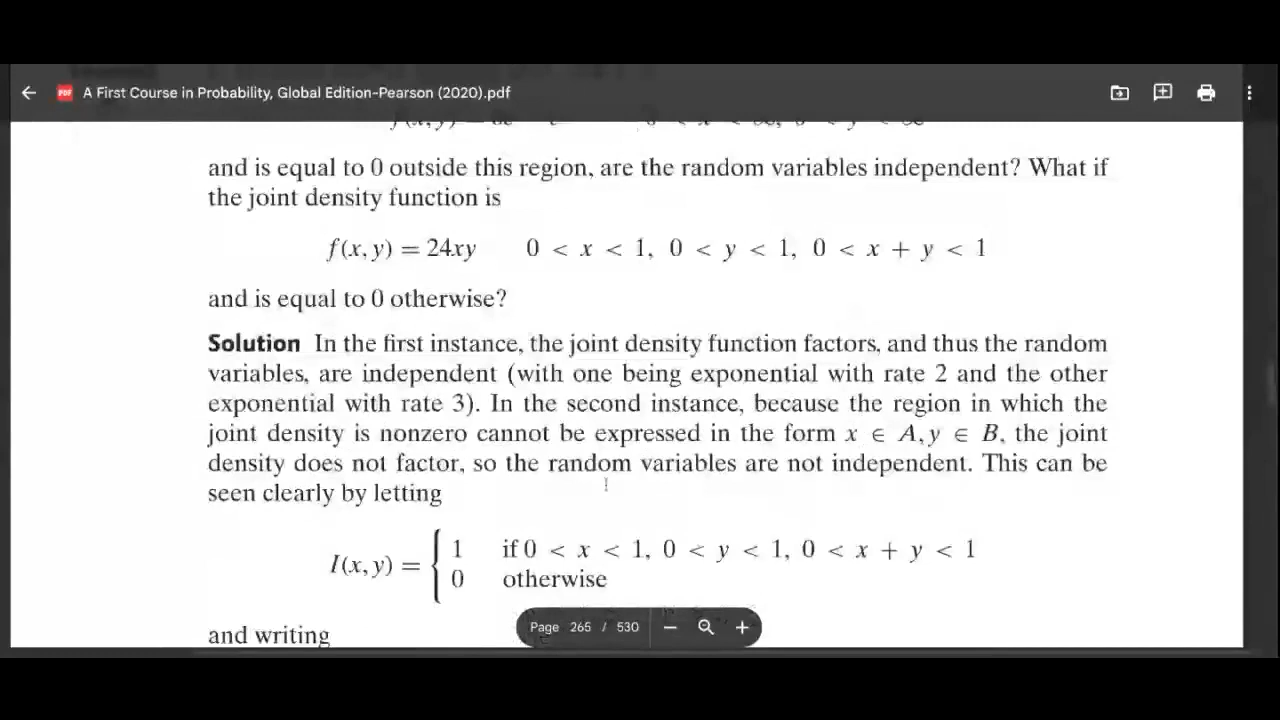 A First Course in Probability, Global Edition-Pearson (2020).pdf
and is equal to 0 outside this region, are the random variables independent? What if
the joint density function is
f(x, y) = 24xy 0 < x < 1, 0 < y < 1, 0 < x + y < 1
and is equal to 0 otherwise?
Solution In the first instance, the joint density function factors, and thus the random
variables, are independent (with one being exponential with rate 2 and the other
exponential with rate 3). In the second instance, because the region in which the
joint density is nonzero cannot be expressed in the form x ∈ A, y ∈ B, the joint
density does not factor, so the random variables are not independent. This can be
seen clearly by letting
I(x, y) = { 1 if 0 < x < 1, 0 < y < 1, 0 < x + y < 1
0 otherwise
Page 265 / 530
and writing